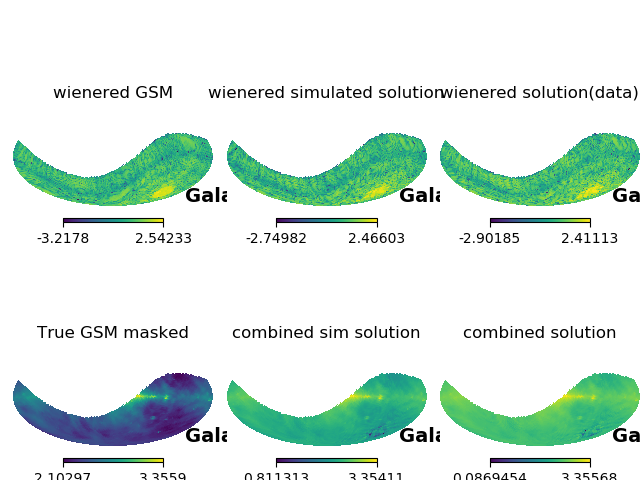 wienered GSM
wienered simulated solution
wienered solution(data)
Gala
Gala
Ga
-3.2178 2.54233
-2.74982 2.46603
-2.90185 2.41113
True GSM masked
combined sim solution
combined solution
Gala
Gala
Ga
2.10297 3.3559
0.811313 3.35411
0.0869454 3.35568